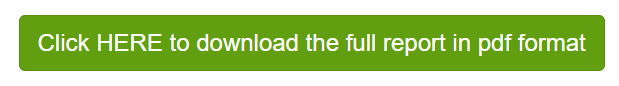 Click HERE to download the full report in pdf format